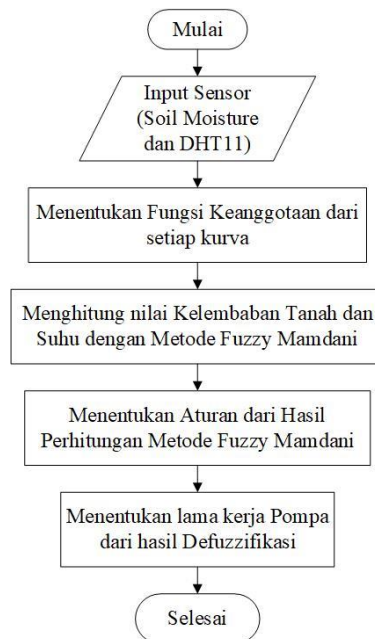 Mulai
Input Sensor
(Soil Moisture
dan DHT11)
Menentukan Fungsi Keanggotaan dari
setiap kurva
Menghitung nilai Kelembaban Tanah dan
Suhu dengan Metode Fuzzy Mamdani
Menentukan Aturan dari Hasil
Perhitungan Metode Fuzzy Mamdani
Menentukan lama kerja Pompa
dari hasil Defuzzifikasi
Selesai